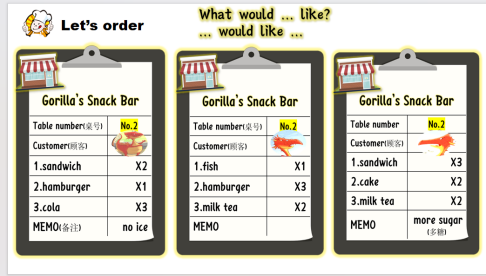 Let's order
What would ... like?
... would like ...
Gorilla's Snack Bar
Table number(桌号) No.2
Customer(顾客)
1.sandwich X2
2.hamburger X1
3.cola X3
MEMO(备注) no ice
Gorilla's Snack Bar
Table number(桌号) No.2
Customer(顾客)
1.fish X1
2.hamburger X3
3.milk tea X2
MEMO
Gorilla's Snack Bar
Table number No.2
Customer(顾客)
1.sandwich X3
2.cake X2
3.milk tea X2
MEMO more sugar
(多糖)